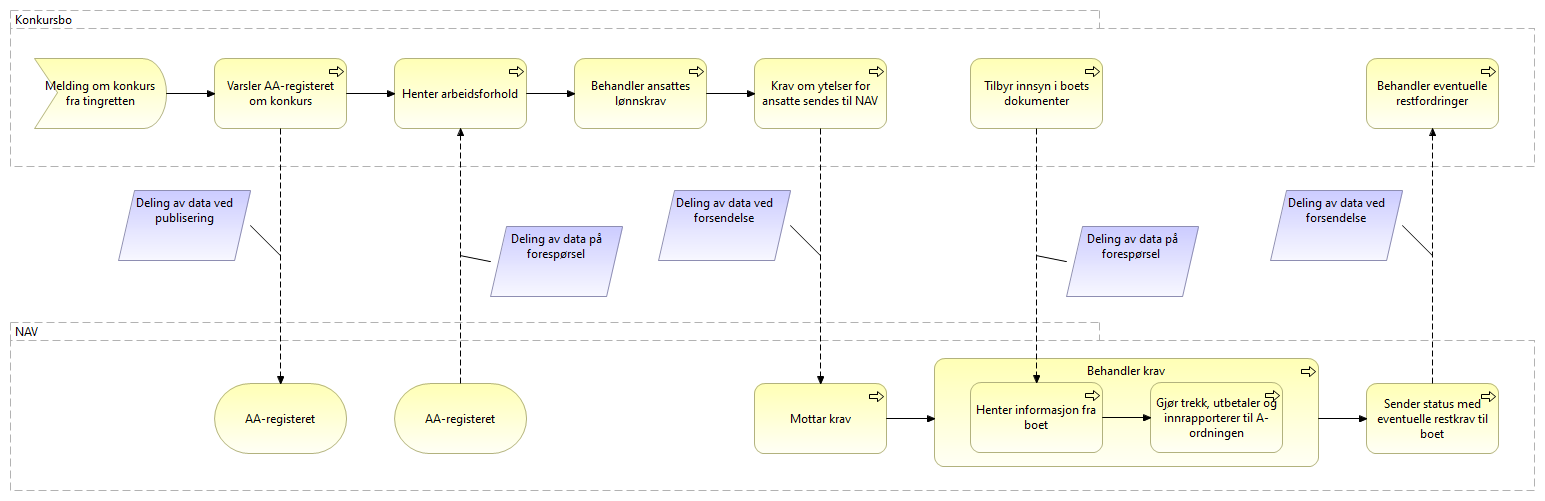 Konkursbo
Melding om konkurs
fra tingretten
Varsler AA-registeret
om konkurs
Henter arbeidsforhold
Behandler ansattes
lønnskrav
Krav om ytelser for
ansatte sendes til NAV
Tilbyr innsyn i boets
dokumenter
Behandler eventuelle
restfordringer
Deling av data ved
publisering
Deling av data på
forespørsel
Deling av data ved
forsendelse
Deling av data på
forespørsel
Deling av data ved
forsendelse
NAV
AA-registeret
AA-registeret
Mottar krav
Behandler krav
Henter informasjon fra
boet
Gjør trekk, utbetaler og
innrapporterer til A-
ordningen
Sender status med
eventuelle restkrav til
boet